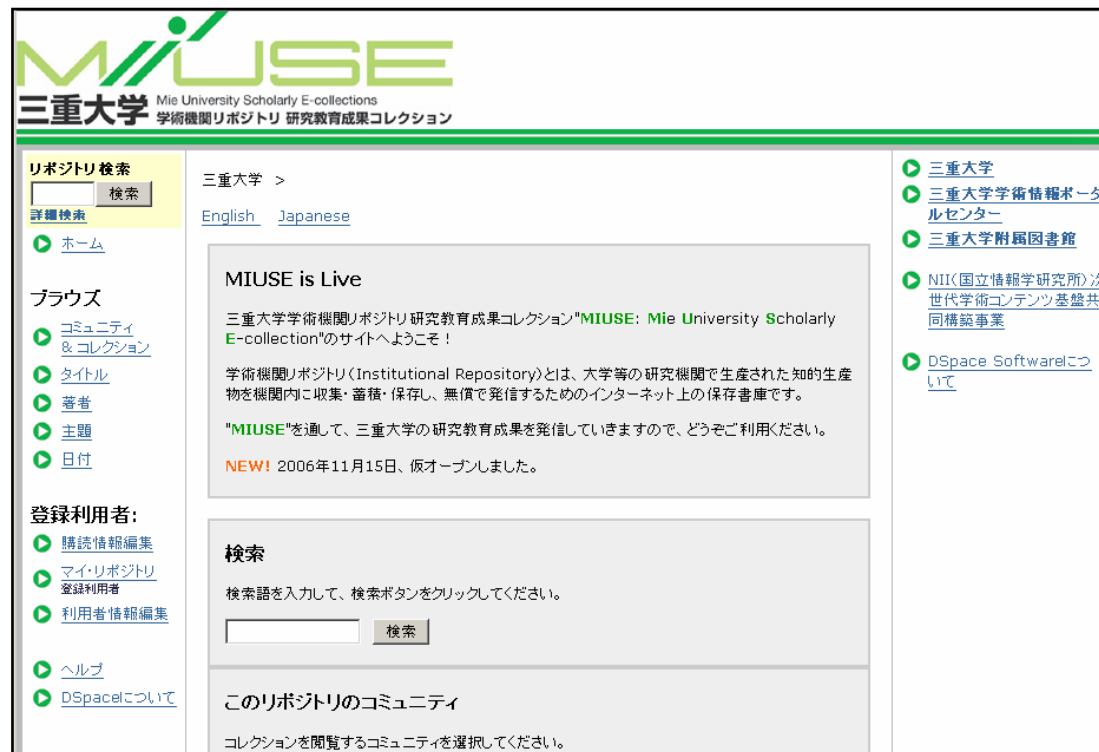 MIUSE
三重大学 Mie University Scholarly E-collections
学術機関リポジトリ 研究教育成果コレクション
リポジトリ検索
検索
詳細検索
ホーム
ブラウズ
コミュニティ
& コレクション
タイトル
著者
主題
日付
登録利用者:
購読情報編集
マイ・リポジトリ
登録利用者
利用者情報編集
ヘルプ
DSpaceについて
三重大学 >
English Japanese
MIUSE is Live
三重大学学術機関リポジトリ研究教育成果コレクション"MIUSE: Mie University Scholarly
E-collection"のサイトへようこそ！
学術機関リポジトリ（Institutional Repository）とは、大学等の研究機関で生産された知的生産
物を機関内に収集・蓄積・保存し、無償で発信するためのインターネット上の保存書庫です。
"MIUSE"を通して、三重大学の研究教育成果を発信していきますので、どうぞご利用ください。
NEW! 2006年11月15日、仮オープンしました。
検索
検索語を入力して、検索ボタンをクリックしてください。
検索
このリポジトリのコミュニティ
コレクションを閲覧するコミュニティを選択してください。
三重大学
三重大学学術情報ポータ
ルセンター
三重大学附属図書館
NII（国立情報学研究所）次
世代学術コンテンツ基盤共
同構築事業
DSpace Softwareにつ
いて